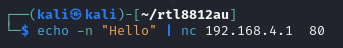 ┌──(kali㉿kali)-[~/rtl8812au]
└─$ echo -n "Hello" | nc 192.168.4.1  80